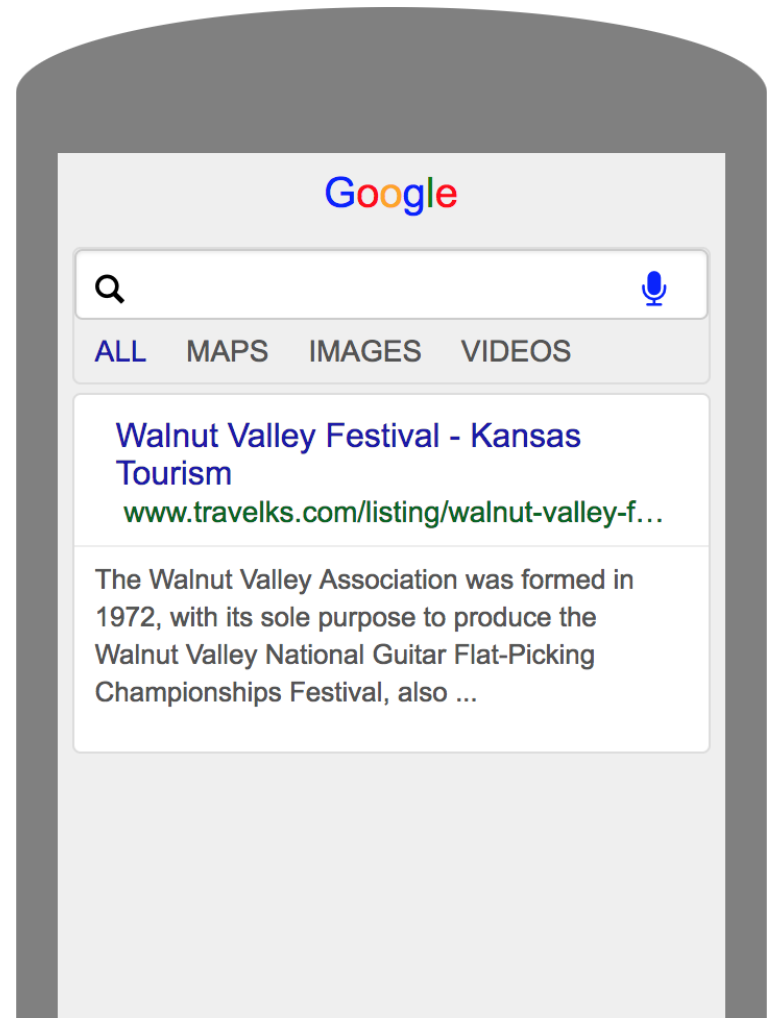 Google
ALL MAPS IMAGES VIDEOS
Walnut Valley Festival - Kansas
Tourism
www.travelks.com/listing/walnut-valley-f...
The Walnut Valley Association was formed in
1972, with its sole purpose to produce the
Walnut Valley National Guitar Flat-Picking
Championships Festival, also ...